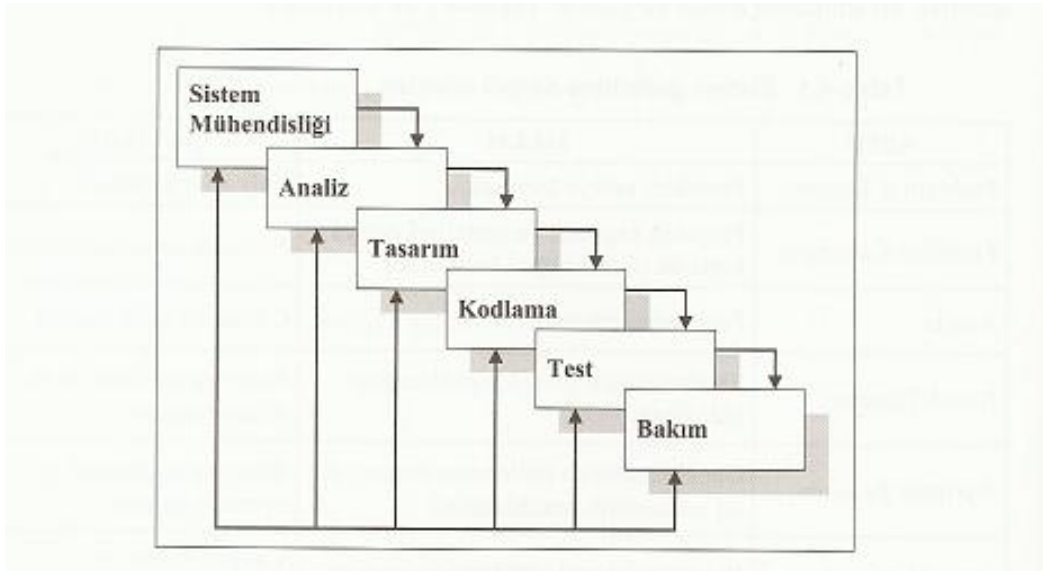 Sistem
Mühendisliği
Analiz
Tasarım
Kodlama
Test
Bakım